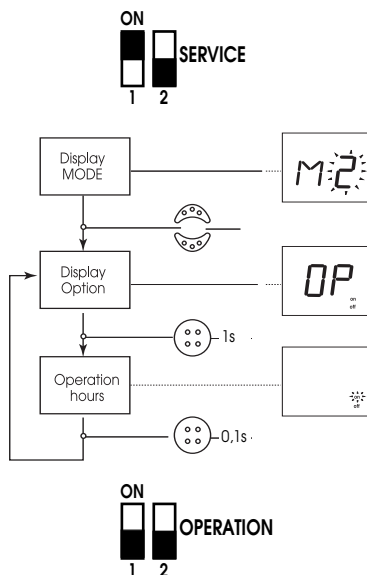 ON
SERVICE
1 2
Display
MODE
M2
Display
Option
OP
on
off
1s
Operation
hours
on
off
0,1s
ON
OPERATION
1 2